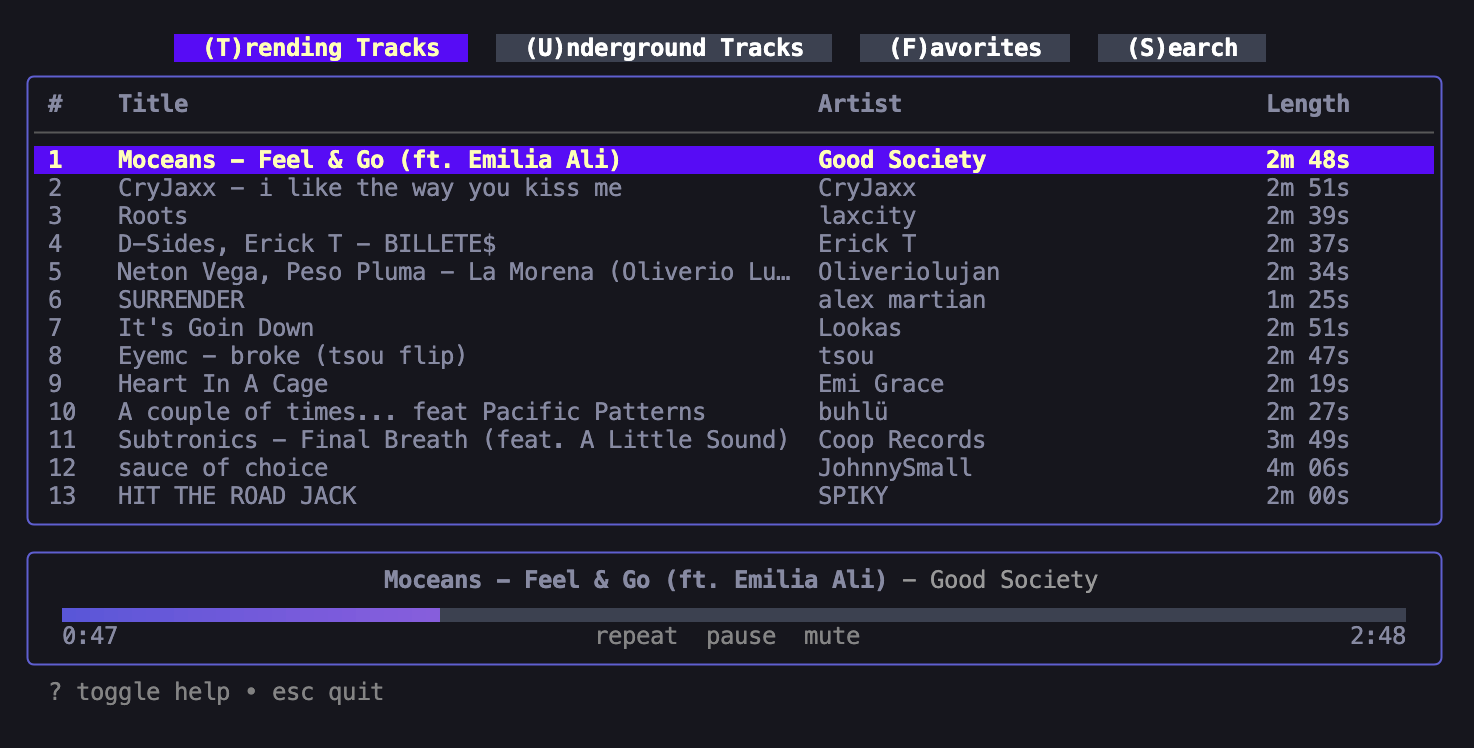 (T)rending Tracks (U)nderground Tracks (F)avorites (S)earch
# Title Artist Length
1 Moceans - Feel & Go (ft. Emilia Ali) Good Society 2m 48s
2 CryJaxx - i like the way you kiss me CryJaxx 2m 51s
3 Roots laxcity 2m 39s
4 D-Sides, Erick T - BILLETE$ Erick T 2m 37s
5 Neton Vega, Peso Pluma - La Morena (Oliverio Lu… Oliveriolujan 2m 34s
6 SURRENDER alex martian 1m 25s
7 It's Goin Down Lookas 2m 51s
8 Eyemc - broke (tsou flip) tsou 2m 47s
9 Heart In A Cage Emi Grace 2m 19s
10 A couple of times... feat Pacific Patterns buhlü 2m 27s
11 Subtronics - Final Breath (feat. A Little Sound) Coop Records 3m 49s
12 sauce of choice JohnnySmall 4m 06s
13 HIT THE ROAD JACK SPIKY 2m 00s
Moceans - Feel & Go (ft. Emilia Ali) - Good Society
0:47 repeat pause mute 2:48
? toggle help • esc quit